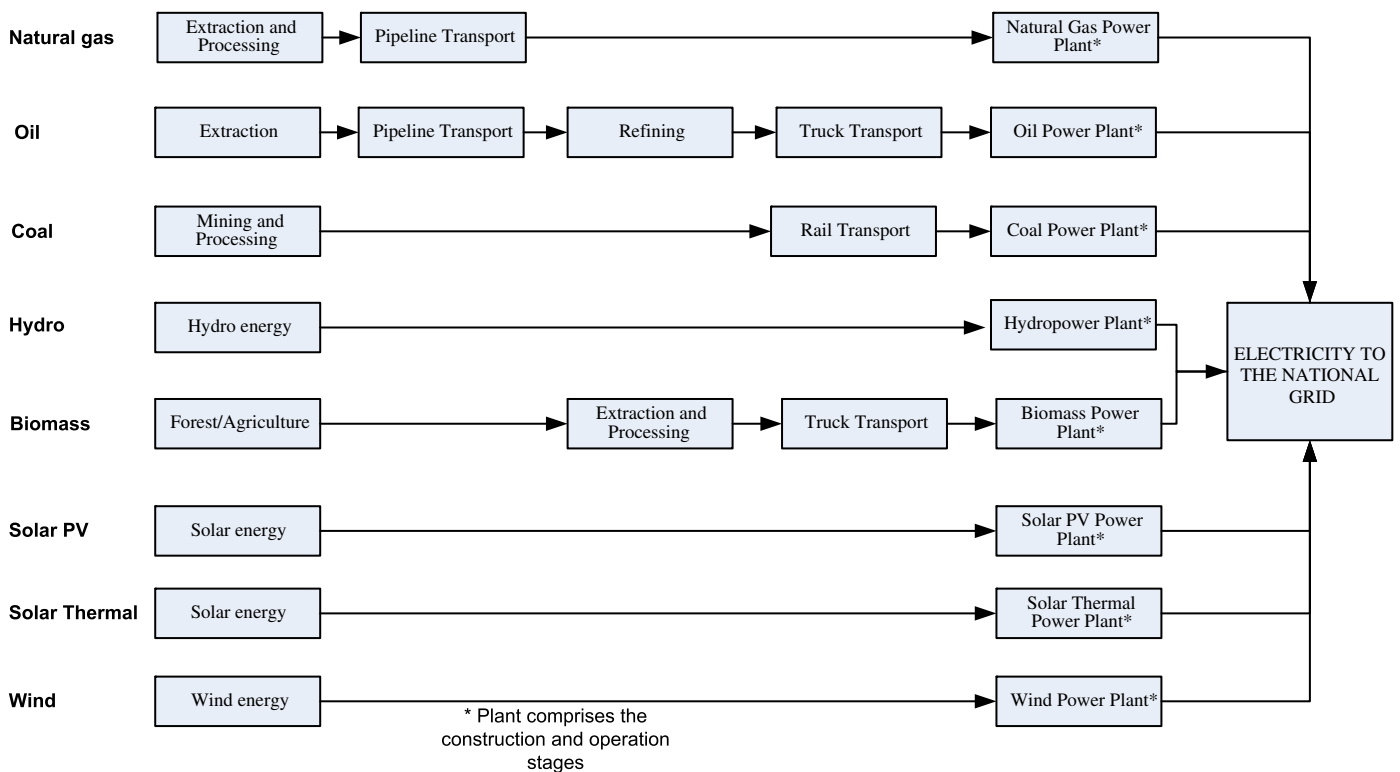 Natural gas
Extraction and
Processing
Pipeline Transport
Natural Gas Power
Plant*
Oil
Extraction
Pipeline Transport
Refining
Truck Transport
Oil Power Plant*
Coal
Mining and
Processing
Rail Transport
Coal Power Plant*
Hydro
Hydro energy
Hydropower Plant*
ELECTRICITY TO
THE NATIONAL
GRID
Biomass
Forest/Agriculture
Extraction and
Processing
Truck Transport
Biomass Power
Plant*
Solar PV
Solar energy
Solar PV Power
Plant*
Solar Thermal
Solar energy
Solar Thermal
Power Plant*
Wind
Wind energy
Wind Power Plant*
* Plant comprises the
construction and operation
stages